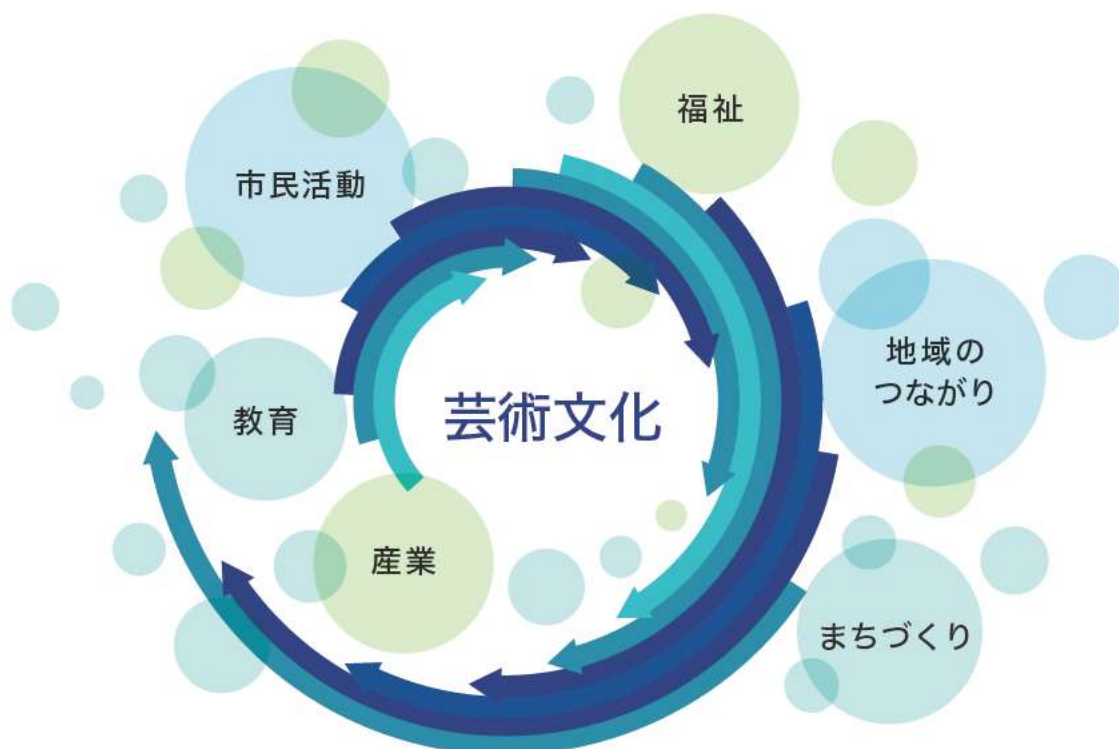 福祉
市民活動
地域の
つながり
芸術文化
教育
産業
まちづくり